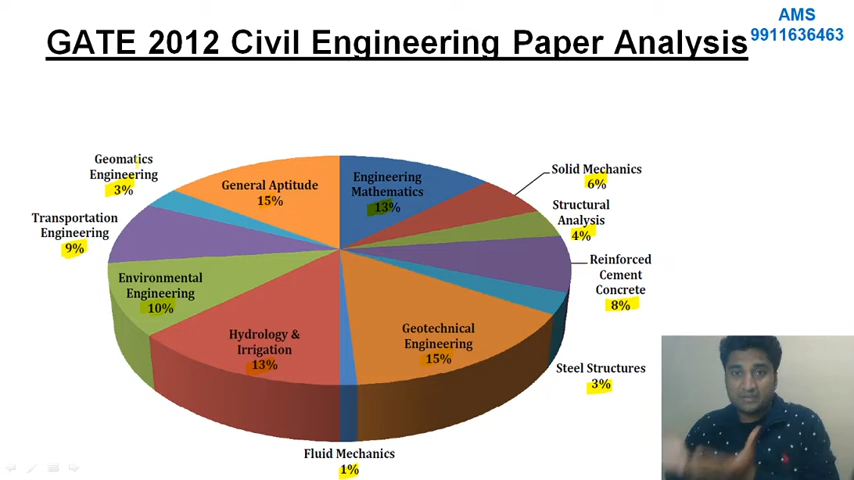 AMS
9911636463
GATE 2012 Civil Engineering Paper Analysis
Geomatics
Engineering
3%
General Aptitude
15%
Engineering
Mathematics
13%
Solid Mechanics
6%
Structural
Analysis
4%
Transportation
Engineering
9%
Reinforced
Cement
Concrete
8%
Environmental
Engineering
10%
Hydrology &
Irrigation
13%
Geotechnical
Engineering
15%
Steel Structures
3%
Fluid Mechanics
1%